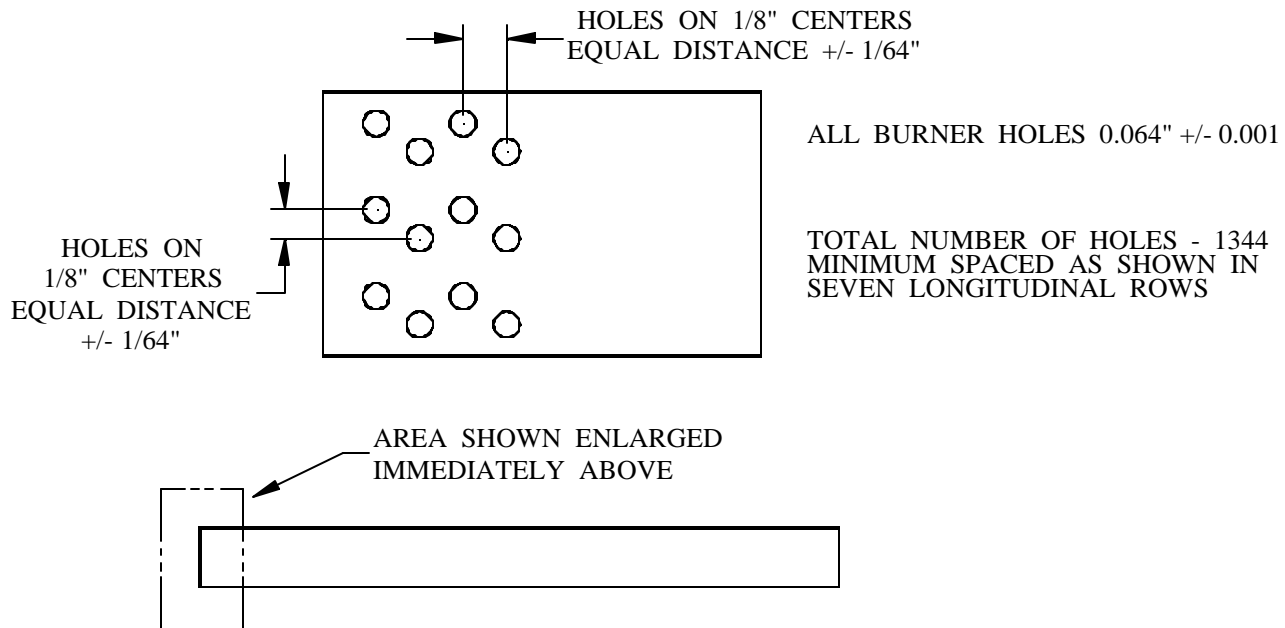 HOLES ON 1/8" CENTERS
EQUAL DISTANCE +/- 1/64"
ALL BURNER HOLES 0.064" +/- 0.001
HOLES ON
1/8" CENTERS
EQUAL DISTANCE
+/- 1/64"
TOTAL NUMBER OF HOLES - 1344
MINIMUM SPACED AS SHOWN IN
SEVEN LONGITUDINAL ROWS
AREA SHOWN ENLARGED
IMMEDIATELY ABOVE